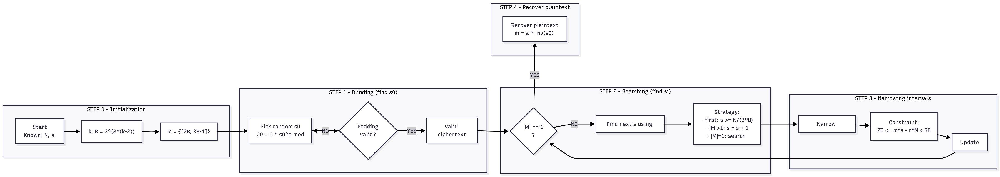 STEP 4 - Recover plaintext
Recover plaintext
m = a * inv(s0)
YES
STEP 0 - Initialization
Start
Known: N, e,
k, B = 2^(8*(k-2))
M = {[2B, 3B-1]}
STEP 1 - Blinding (find s0)
Pick random s0
C0 = C * s0^e mod
NO
Padding
valid?
YES
Valid
ciphertext
STEP 2 - Searching (find si)
|M| == 1
?
NO
Find next s using
Strategy:
- first: s >= N/(3*B)
- |M|>1: s = s + 1
- |M|=1: search
STEP 3 - Narrowing intervals
Narrow
Constraint:
2B <= m*s - r*N < 3B
Update